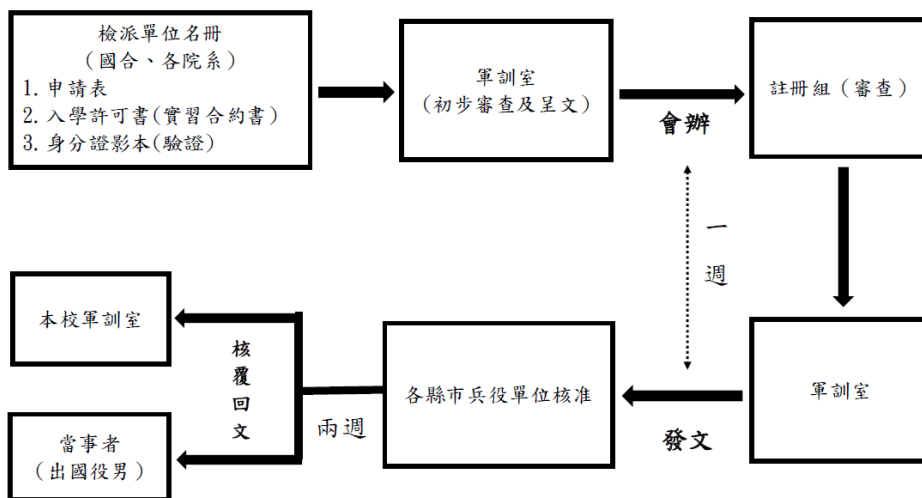 檢派單位名冊
（國合、各院系）
1. 申請表
2. 入學許可書(實習合約書)
3. 身分證影本(驗證)
軍訓室
(初步審查及呈文)
會辦
註冊組（審查）
一週
軍訓室
發文
各縣市兵役單位核准
兩週
核覆回文
本校軍訓室
當事者
（出國役男）